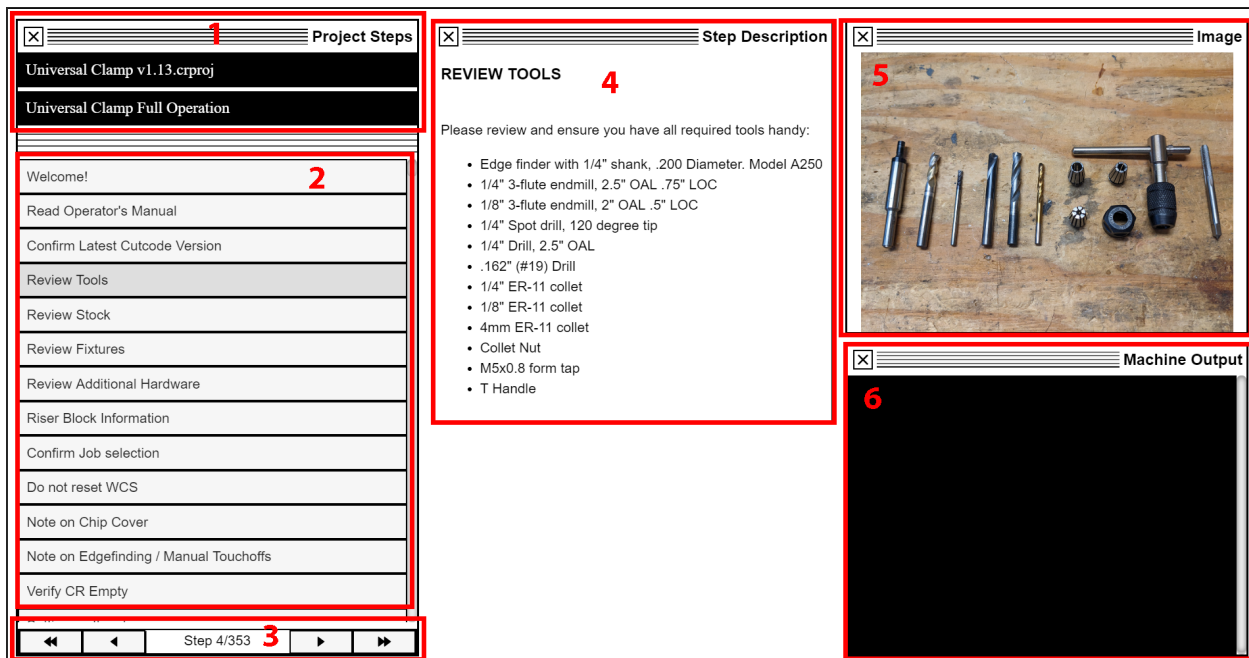 1
Project Steps
Universal Clamp v1.13.crproj
Universal Clamp Full Operation
2
Welcome!
Read Operator's Manual
Confirm Latest Cutcode Version
Review Tools
Review Stock
Review Fixtures
Review Additional Hardware
Riser Block Information
Confirm Job selection
Do not reset WCS
Note on Chip Cover
Note on Edgefinding / Manual Touchoffs
Verify CR Empty
Step 4/353
3
Step Description
4
REVIEW TOOLS
Please review and ensure you have all required tools handy:
• Edge finder with 1/4" shank, .200 Diameter. Model A250
• 1/4" 3-flute endmill, 2.5" OAL .75" LOC
• 1/8" 3-flute endmill, 2" OAL .5" LOC
• 1/4" Spot drill, 120 degree tip
• 1/4" Drill, 2.5" OAL
• .162" (#19) Drill
• 1/4" ER-11 collet
• 1/8" ER-11 collet
• 4mm ER-11 collet
• Collet Nut
• M5x0.8 form tap
• T Handle
Image
5
Machine Output
6